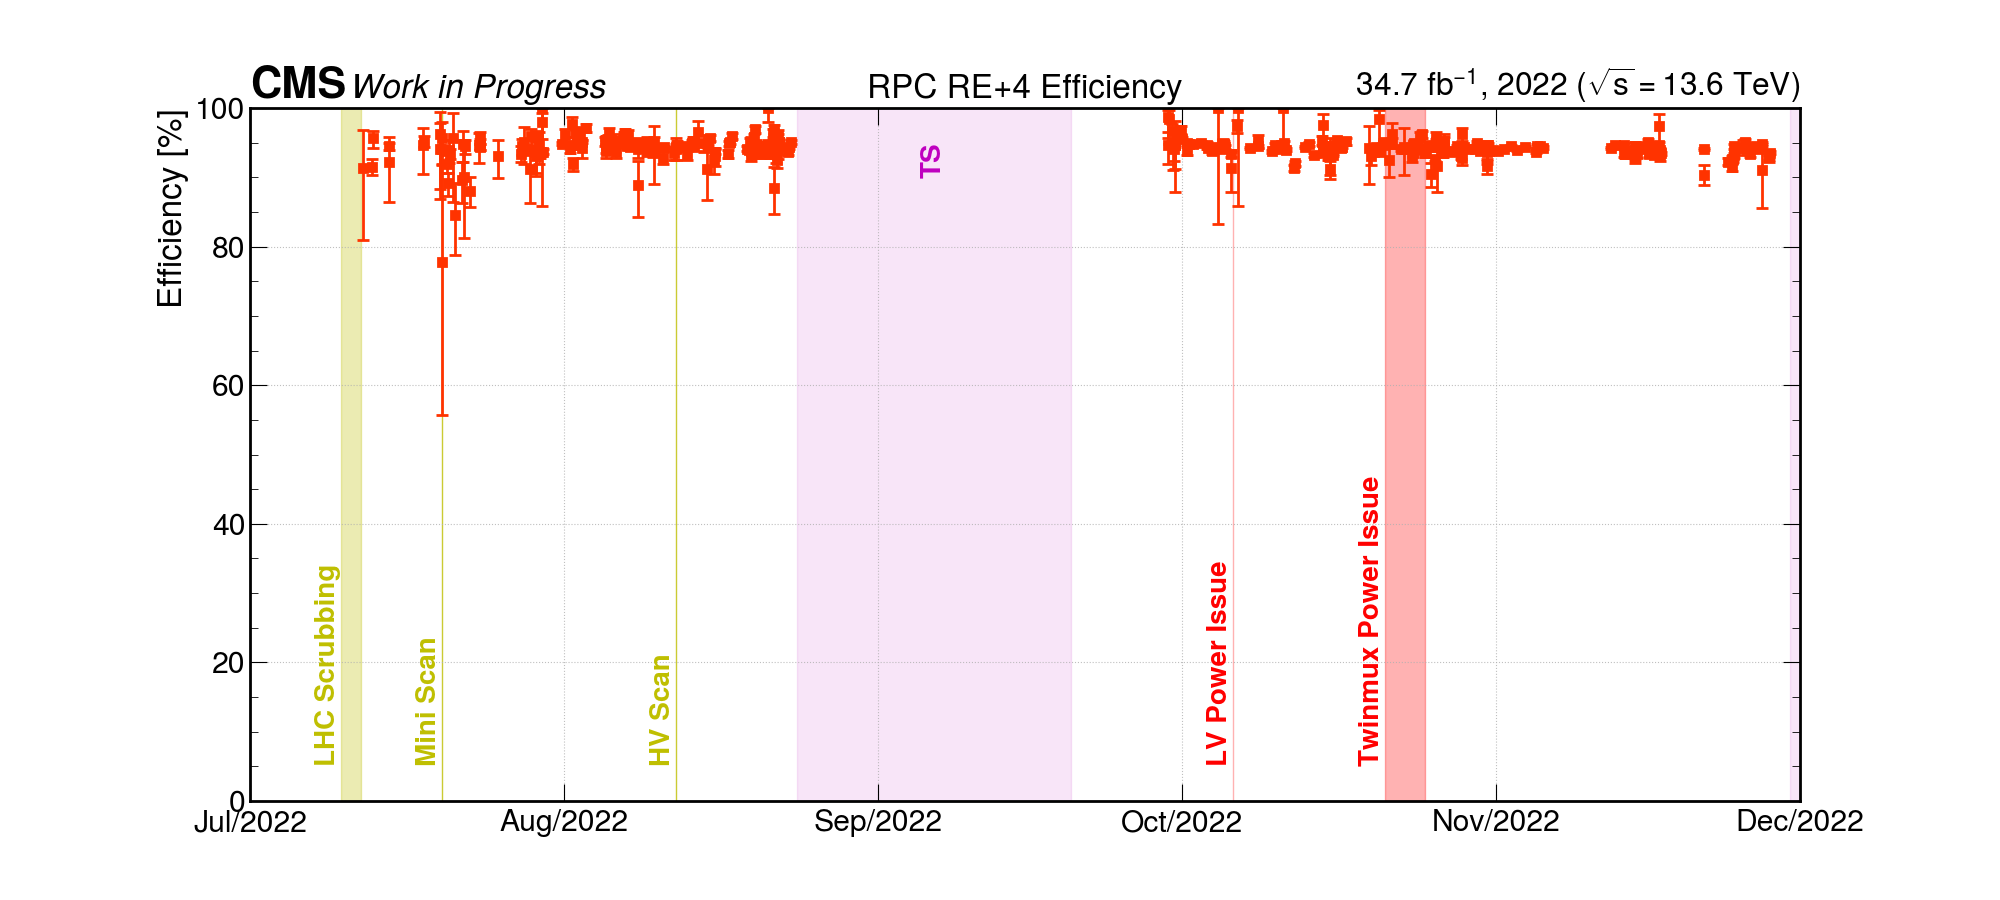 CMS Work in Progress RPC RE+4 Efficiency 34.7 fb⁻¹, 2022 (√s = 13.6 TeV)
Efficiency [%]
100
80
60
40
20
0
TS
LHC Scrubbing
Mini Scan
HV Scan
LV Power Issue
Twinmux Power Issue
Jul/2022 Aug/2022 Sep/2022 Oct/2022 Nov/2022 Dec/2022